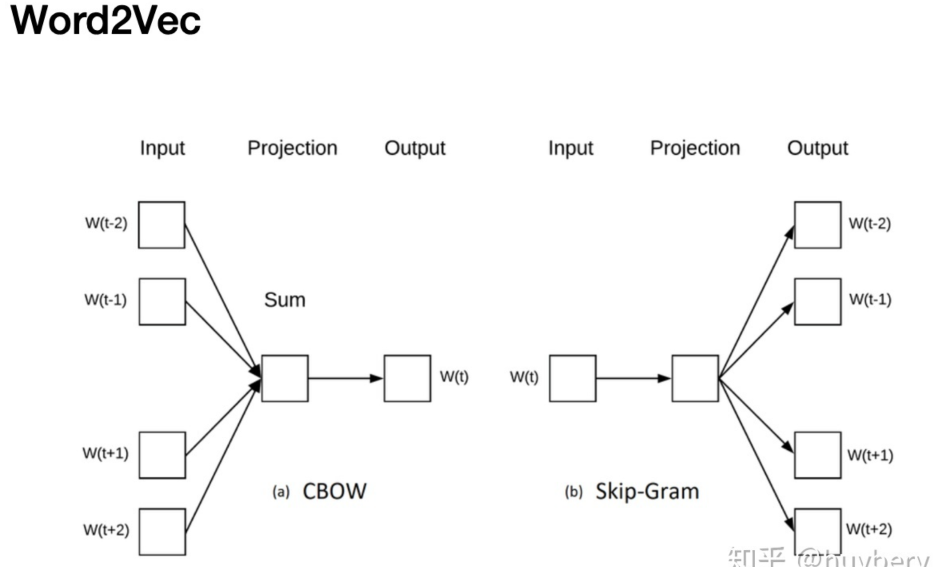 Word2Vec
Input Projection Output
W(t-2)
W(t-1)
Sum
W(t)
W(t+1)
W(t+2)
(a) CBOW
Input Projection Output
W(t)
W(t-2)
W(t-1)
W(t+1)
W(t+2)
(b) Skip-Gram
知乎 @huybery